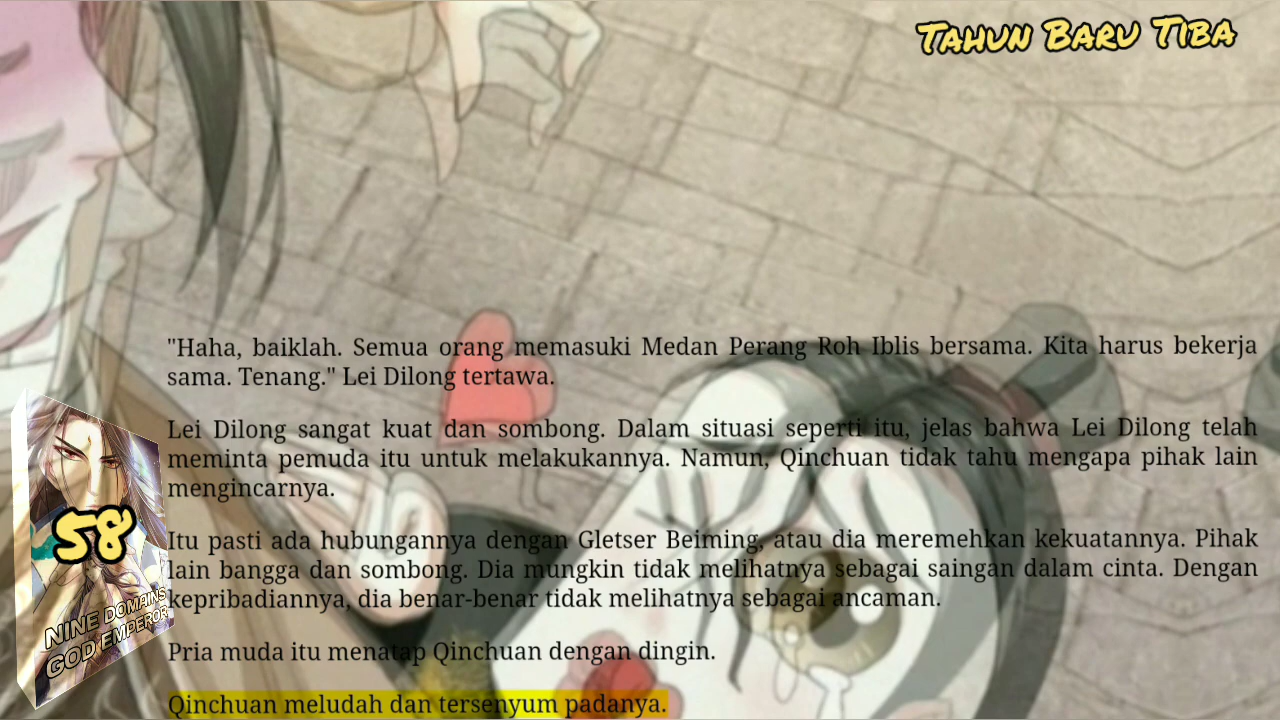 Tahun Baru Tiba
"Haha, baiklah. Semua orang memasuki Medan Perang Roh Iblis bersama. Kita harus bekerja
sama. Tenang." Lei Dilong tertawa.
Lei Dilong sangat kuat dan sombong. Dalam situasi seperti itu, jelas bahwa Lei Dilong telah
meminta pemuda itu untuk melakukannya. Namun, Qinchuan tidak tahu mengapa pihak lain
mengincarnya.
Itu pasti ada hubungannya dengan Gletser Beiming, atau dia meremehkan kekuatannya. Pihak
lain bangga dan sombong. Dia mungkin tidak melihatnya sebagai saingan dalam cinta. Dengan
kepribadiannya, dia benar-benar tidak melihatnya sebagai ancaman.
Pria muda itu menatap Qinchuan dengan dingin.
Qinchuan meludah dan tersenyum padanya.
58
NINE DOMAINS
GOD EMPEROR